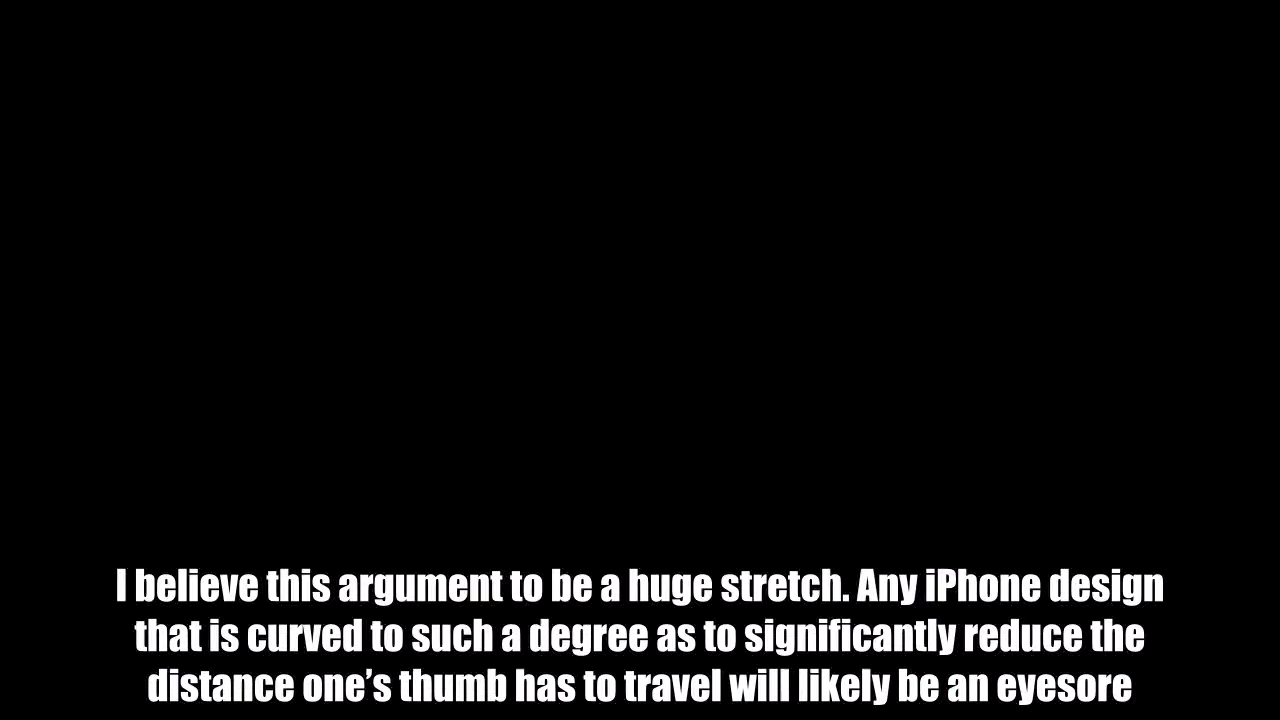 I believe this argument to be a huge stretch. Any iPhone design
that is curved to such a degree as to significantly reduce the
distance one’s thumb has to travel will likely be an eyesore